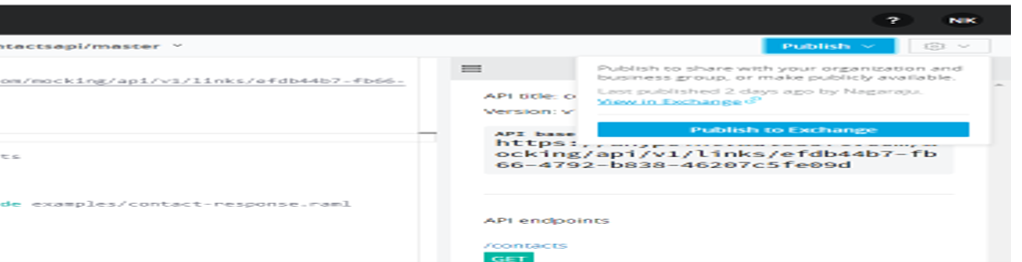 ? NK
ntactsapi/master
Publish
om/mocking/api/v1/links/efdb44b7-fb66-
Publish to share with your organization and
business group, or make publicly available.
Last published 2 days ago by Nagaraju.
View in Exchange
Publish to Exchange
API title: c
Version: v
API base
https:/
ocking/api/v1/links/efdb44b7-fb
66-4792-b838-46207c5fe09d
ts
de examples/contact-response.raml
API endpoints
/contacts
GET